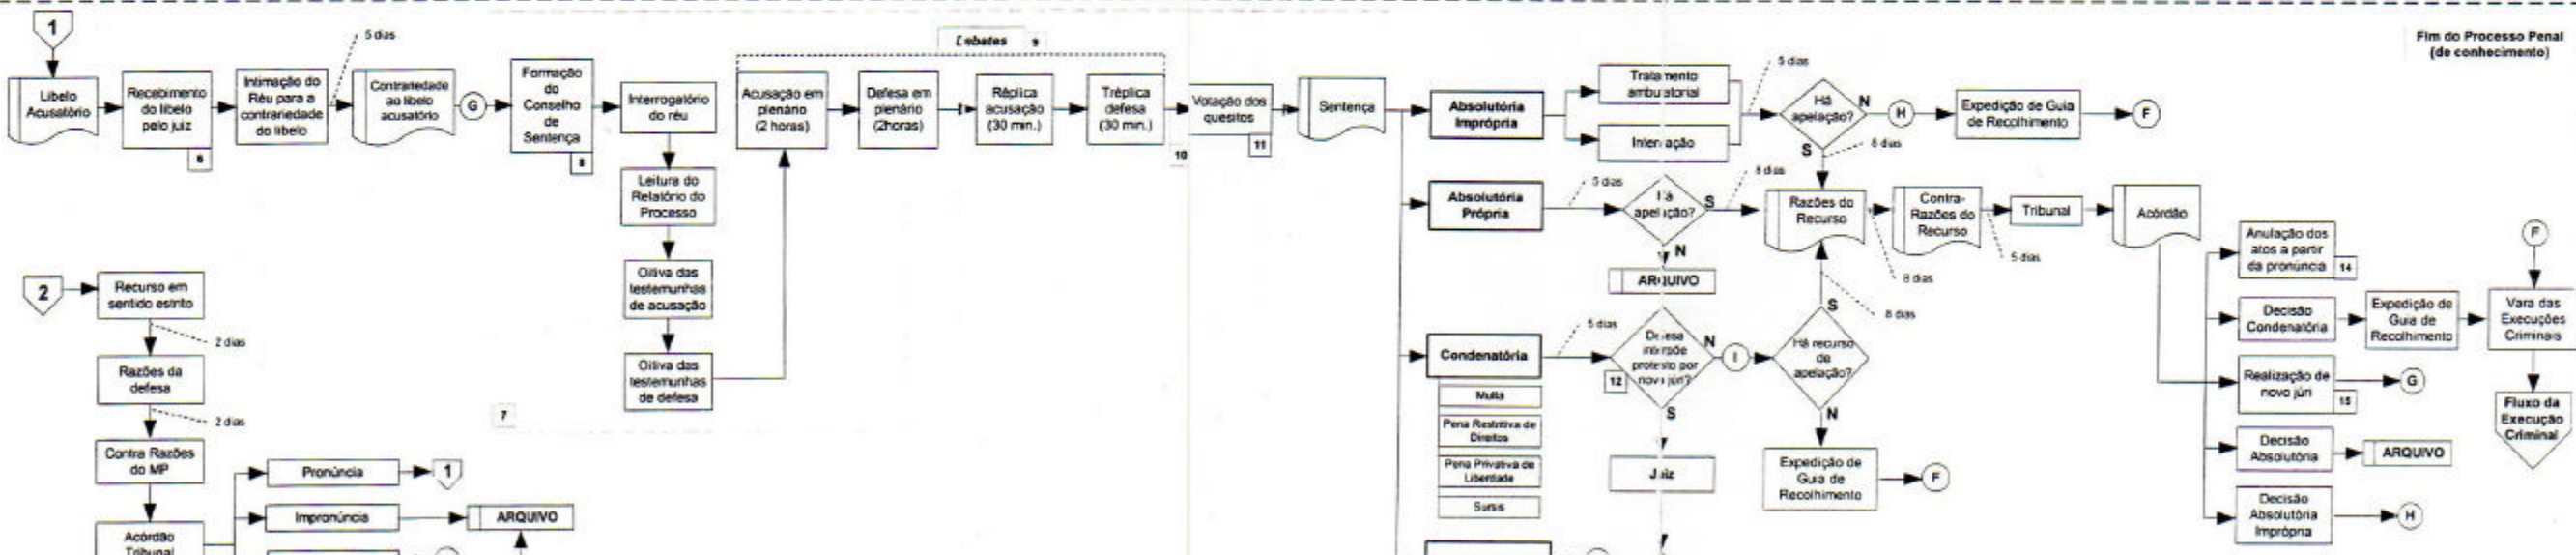 1
5 dias
Libelo
Acusatório
Recebimento
do libelo
pelo juiz
6
Intimação do
Réu para a
contrariedade
do libelo
Contrariedade
ao libelo
acusatório
G
Formação
do
Conselho
de
Sentença
8
Interrogatório
do réu
Leitura do
Relatório do
Processo
Oitiva das
testemunhas
de acusação
Oitiva das
testemunhas
de defesa
7
Debates 9
Acusação em
plenário
(2 horas)
Defesa em
plenário
(2horas)
Réplica
acusação
(30 min.)
Tréplica
defesa
(30 min.)
10
Votação dos
quesitos
11
Sentença
Absolutória
Imprópria
Tratamento
ambulatorial
Internação
5 dias
Há
apelação?
N
H
Expedição de Guia
de Recolhimento
F
S
8 dias
Fim do Processo Penal
(de conhecimento)
Absolutória
Própria
5 dias
Há
apelação?
S
8 dias
N
ARQUIVO
Razões do
Recurso
8 dias
Contra-
Razões do
Recurso
5 dias
Tribunal
Acórdão
Condenatória
Multa
Pena Restritiva de
Direitos
Pena Privativa de
Liberdade
Sursis
5 dias
Defesa
interpõe
protesto por
novo júri?
12
N
I
S
Juiz
Há recurso
de
apelação?
S
8 dias
N
Expedição de
Guia de
Recolhimento
F
Anulação dos
atos a partir
da pronúncia
14
Decisão
Condenatória
Expedição de
Guia de
Recolhimento
F
Vara das
Execuções
Criminais
Fluxo da
Execução
Criminal
Realização de
novo júri
15
G
Decisão
Absolutória
ARQUIVO
Decisão
Absolutória
Imprópria
H
2
Recurso em
sentido estrito
2 dias
Razões da
defesa
2 dias
Contra Razões
do MP
Acórdão
Tribunal
Pronúncia
1
Impronúncia
ARQUIVO